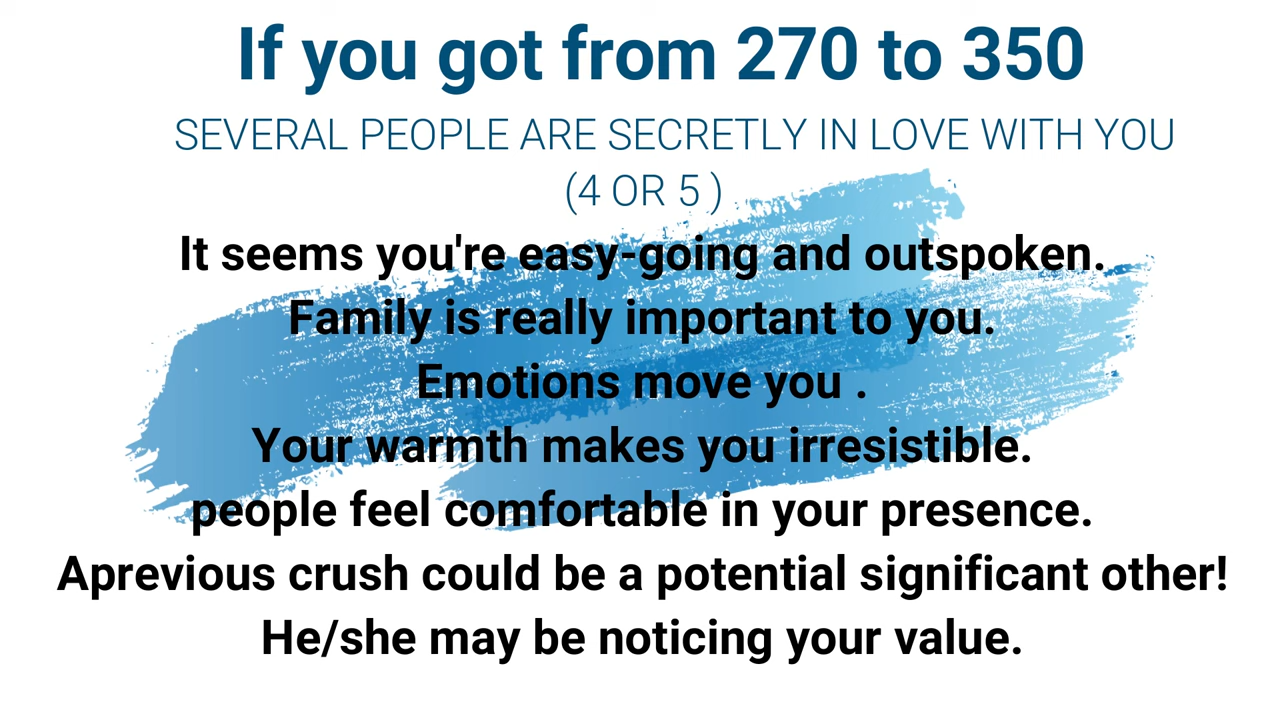 If you got from 270 to 350
SEVERAL PEOPLE ARE SECRETLY IN LOVE WITH YOU
(4 OR 5 )
It seems you're easy-going and outspoken.
Family is really important to you.
Emotions move you .
Your warmth makes you irresistible.
people feel comfortable in your presence.
Aprevious crush could be a potential significant other!
He/she may be noticing your value.